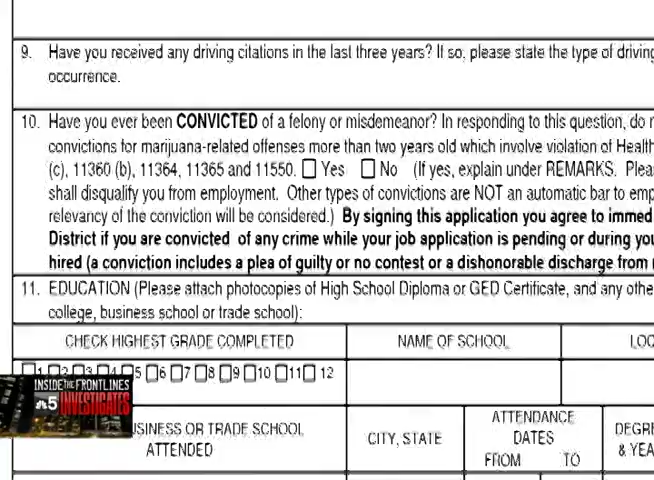 9. Have you received any driving citations in the last three years? If so, please state the type of driving
occurrence.
10. Have you ever been CONVICTED of a felony or misdemeanor? In responding to this question, do
convictions for marijuana-related offenses more than two years old which involve violation of Health
(c), 11360 (b), 11364, 11365 and 11550. Yes No (If yes, explain under REMARKS.
shall disqualify you from employment. Other types of convictions are NOT an automatic bar to
relevancy of the conviction will be considered.) By signing this application you agree to
District if you are convicted of any crime while your job application is pending or during
hired (a conviction includes a plea of guilty or no contest or a dishonorable discharge from
11. EDUCATION (Please attach photocopies of High School Diploma or GED Certificate, and any
college, business school or trade school):
CHECK HIGHEST GRADE COMPLETED NAME OF SCHOOL
1 2 3 4 5 6 7 8 9 10 11 12
INSIDE THE FRONTLINES
5 INVESTIGATES
OR TRADE SCHOOL
ATTENDED
CITY, STATE
ATTENDANCE
DATES
FROM TO
&